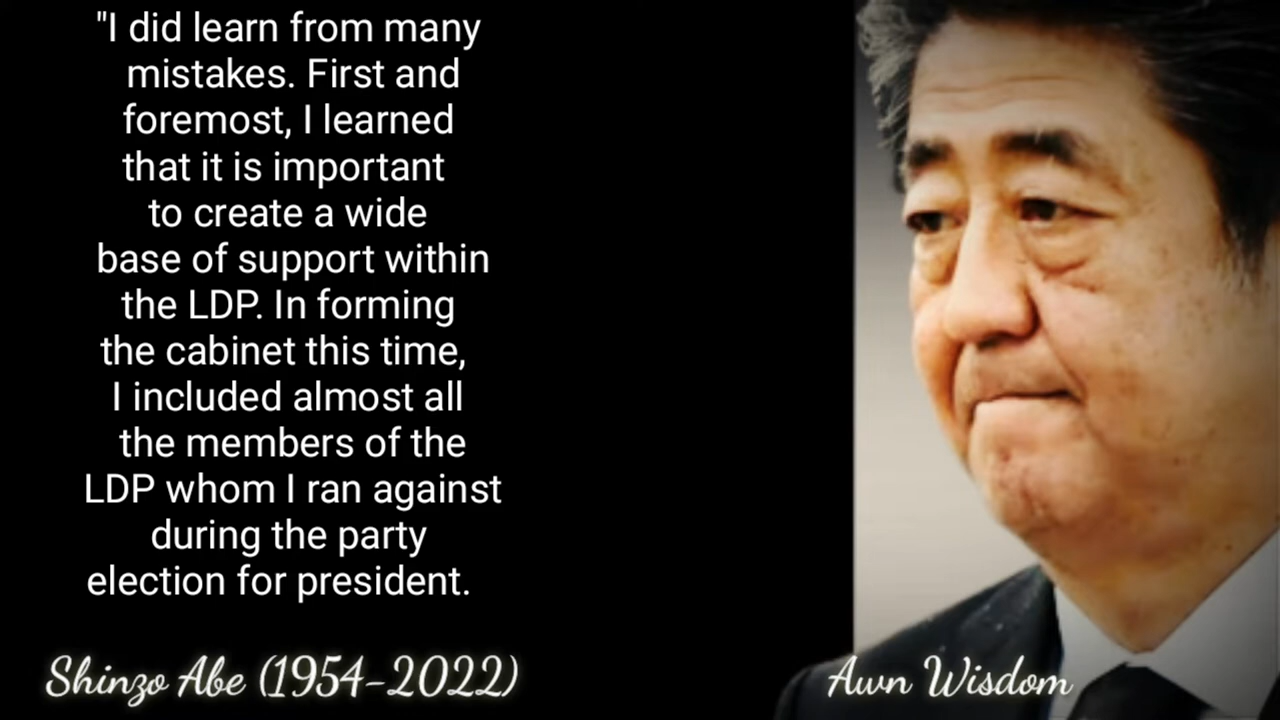 "I did learn from many
mistakes. First and
foremost, I learned
that it is important
to create a wide
base of support within
the LDP. In forming
the cabinet this time,
I included almost all
the members of the
LDP whom I ran against
during the party
election for president.
Shinzo Abe (1954-2022)
Awn Wisdom